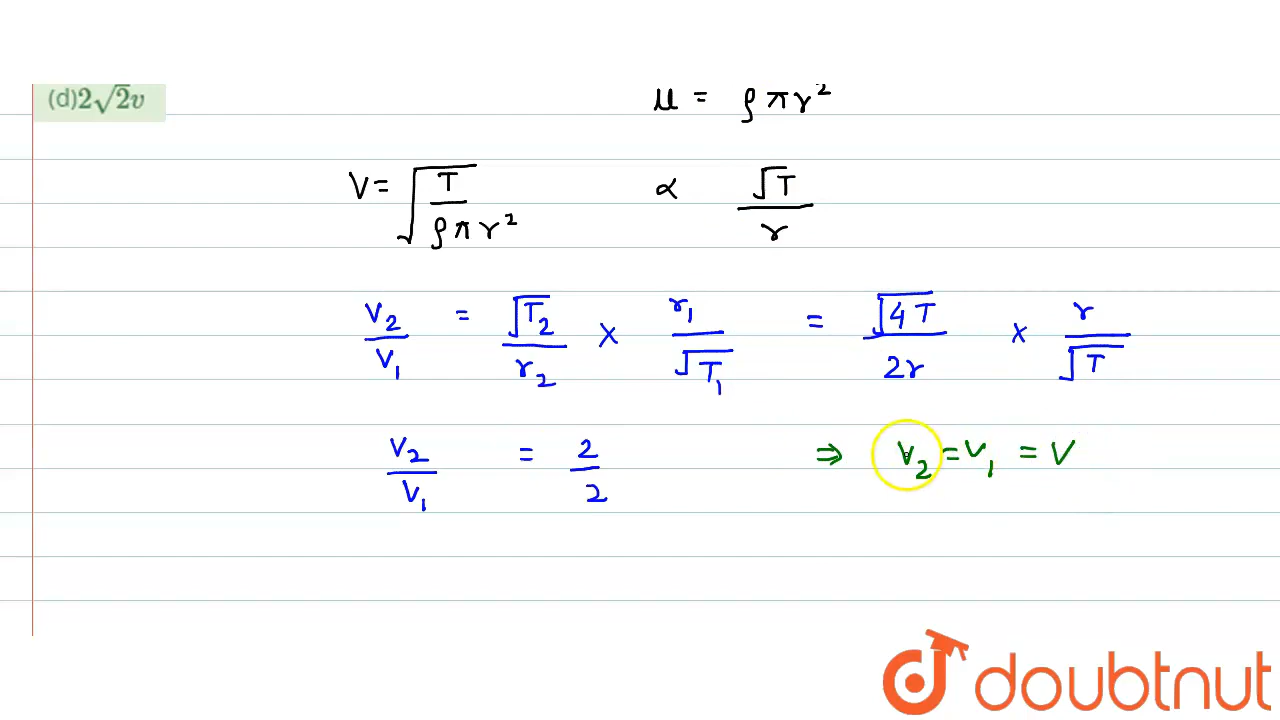 (d)2√2v
μ = ρπr²
V = √(T/ρπr²) ∝ √T/r
V₂/V₁ = √T₂/r₂ × r₁/√T₁ = √4T/2r × r/√T
V₂/V₁ = 2/2 ⇒ V₂ = V₁ = V
doubtnut